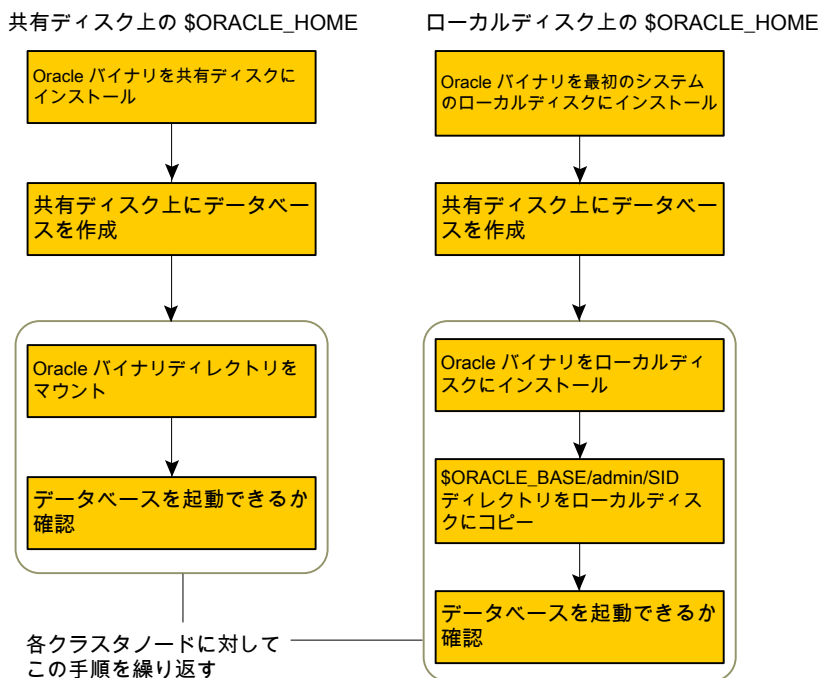 共有ディスク上の $ORACLE_HOME
Oracle バイナリを共有ディスクに
インストール
共有ディスク上にデータベー
スを作成
Oracle バイナリディレクトリを
マウント
データベースを起動できるか
確認
各クラスタノードに対して
この手順を繰り返す
ローカルディスク上の $ORACLE_HOME
Oracle バイナリを最初のシステム
のローカルディスクにインストール
共有ディスク上にデータベー
スを作成
Oracle バイナリをローカルディ
スクにインストール
$ORACLE_BASE/admin/SID
ディレクトリをローカルディス
クにコピー
データベースを起動できるか
確認